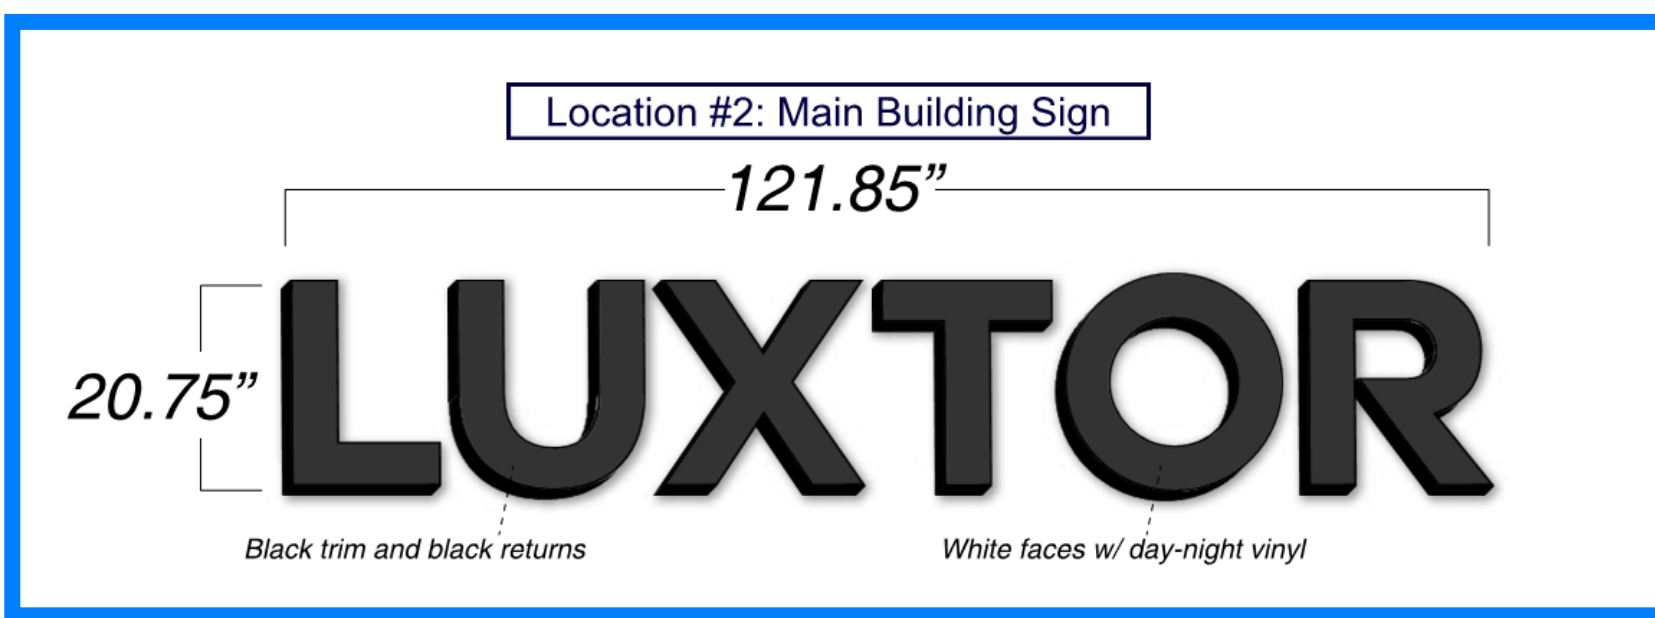 Location #2: Main Building Sign
121.85”
LUXTOR
20.75”
Black trim and black returns
White faces w/ day-night vinyl